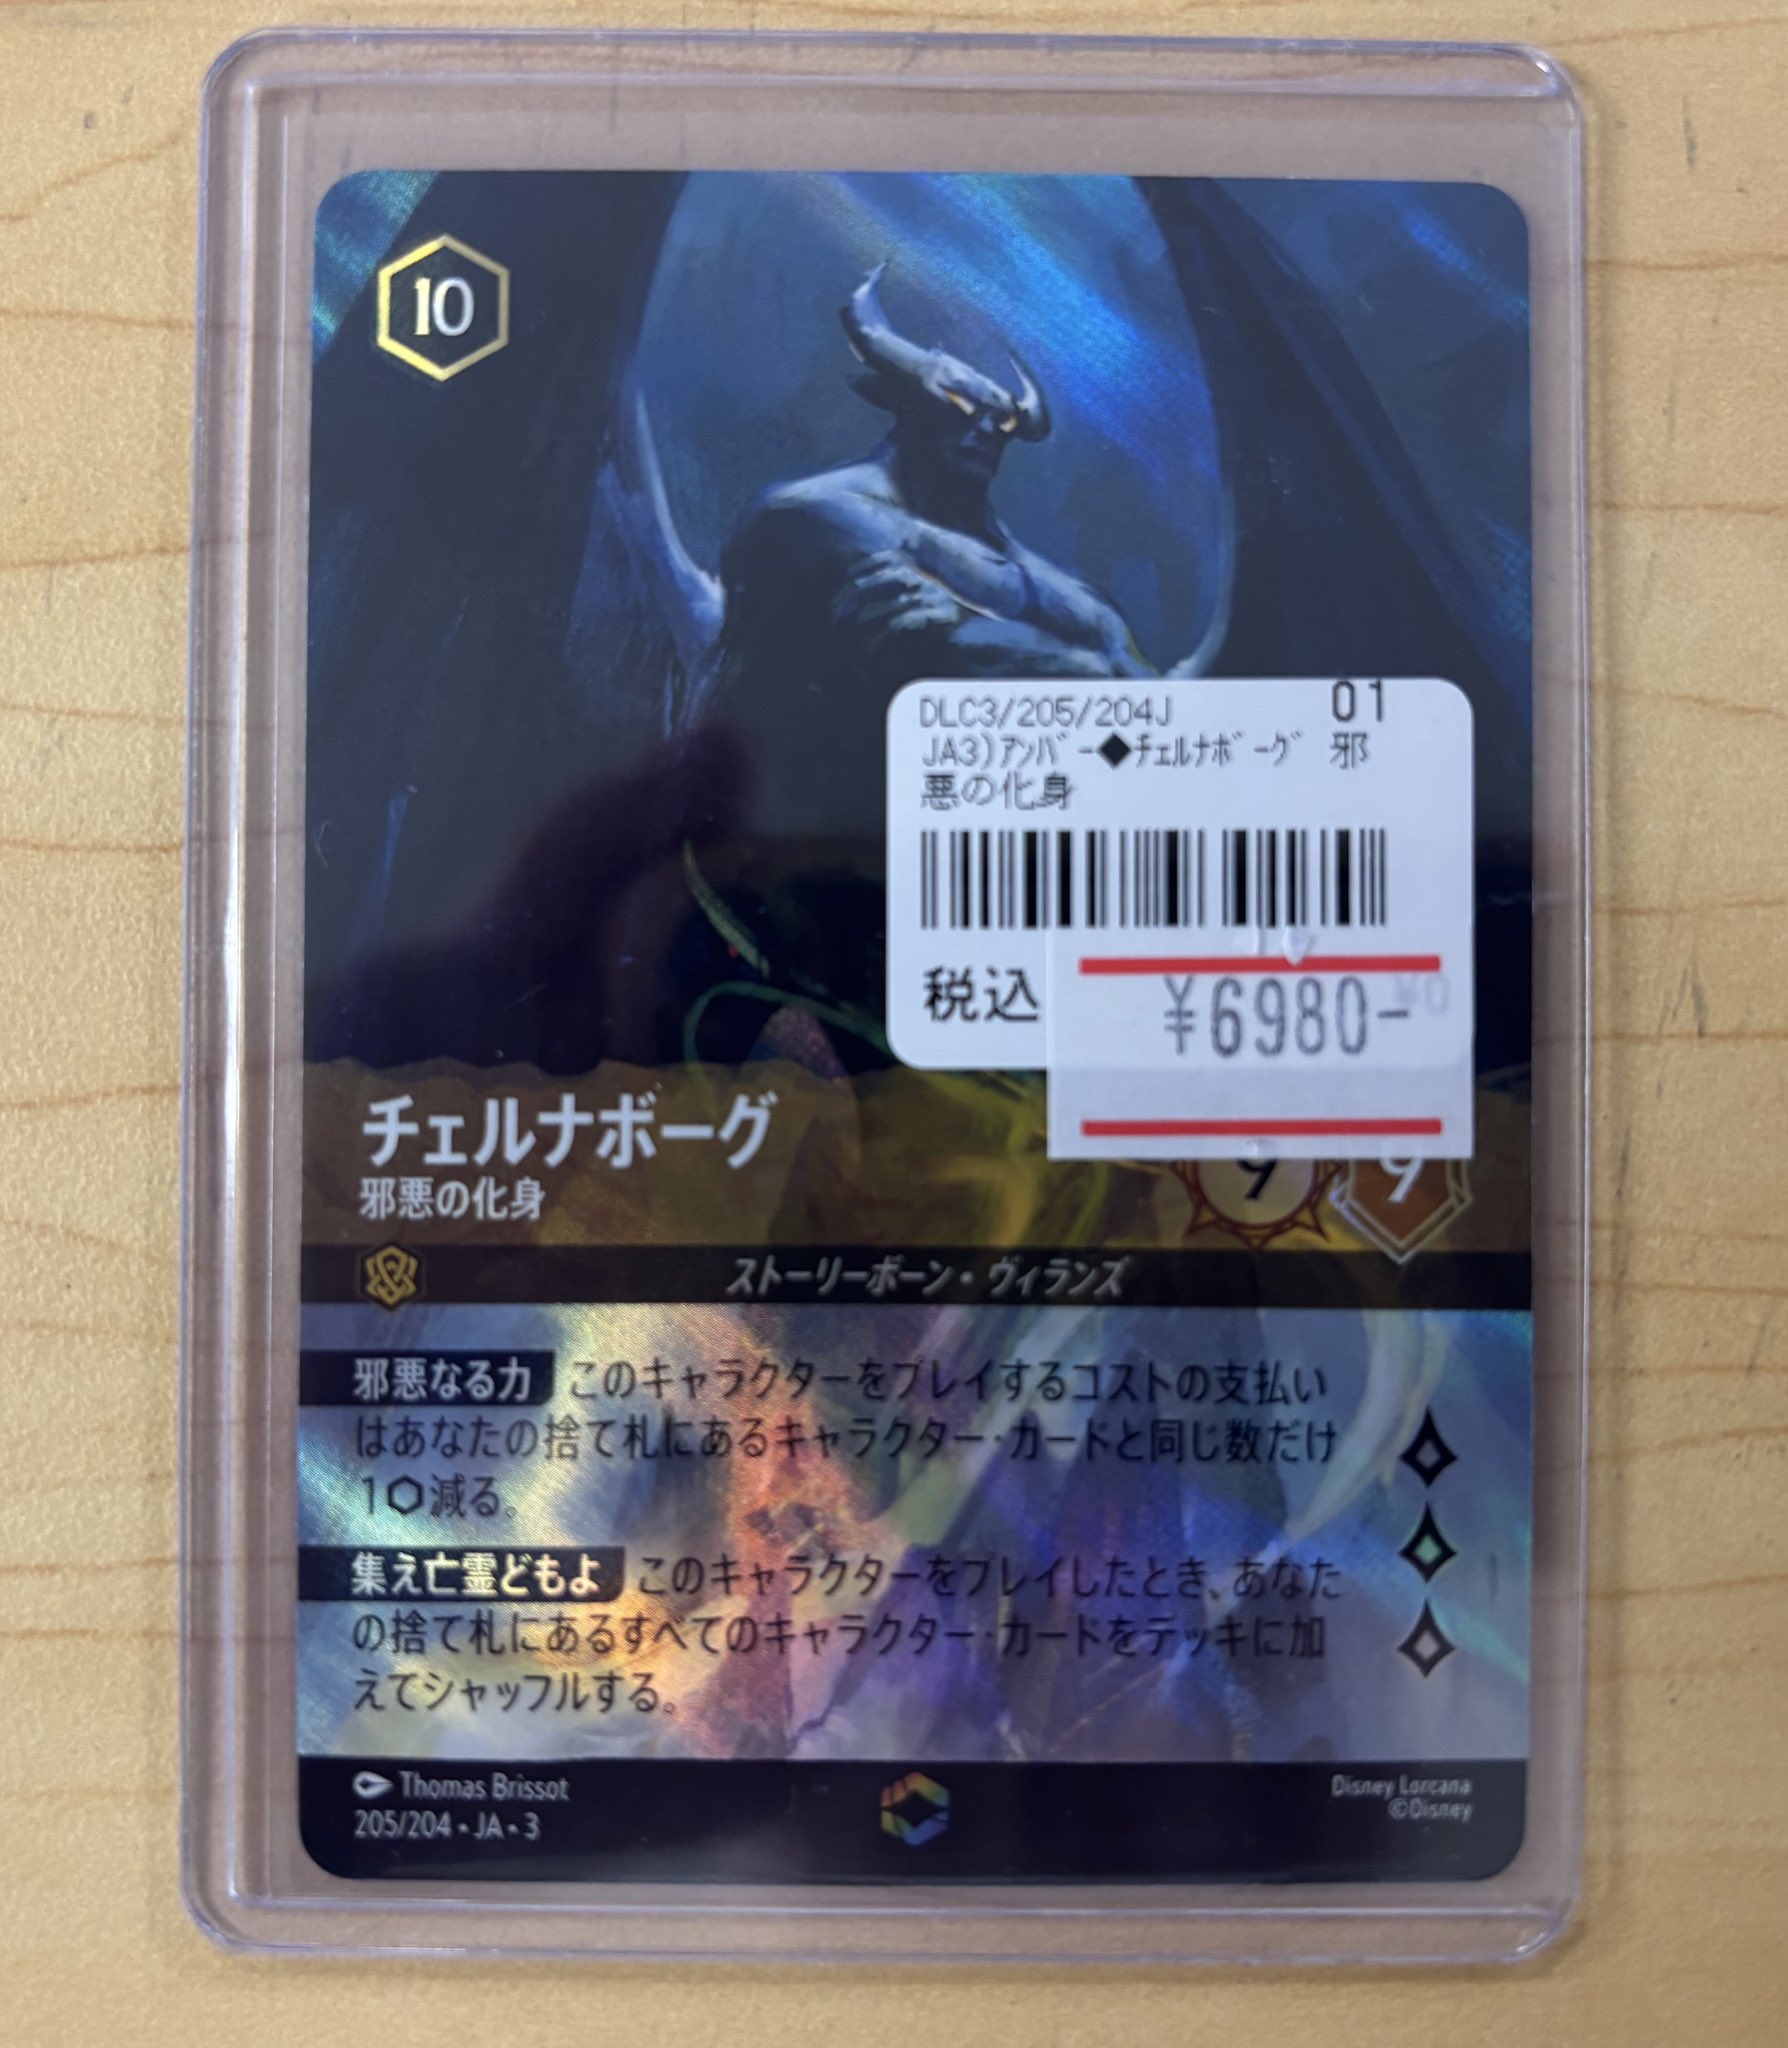 10
DLC3/205/204J 01
JA3)ｱﾝﾊﾞｰ◆ﾁｪﾙﾅﾎﾞｰｸﾞ 邪
悪の化身
税込
¥6980-
チェルナボーグ
邪悪の化身
9 9
ストーリーボーン・ヴィランズ
邪悪なる力 このキャラクターをプレイするコストの支払い
はあなたの捨て札にあるキャラクター・カードと同じ数だけ
1⬡減る。
集え亡霊どもよ このキャラクターをプレイしたとき、あなた
の捨て札にあるすべてのキャラクター・カードをデッキに加
えてシャッフルする。
Thomas Brissot
205/204・JA・3
Disney Lorcana
©Disney